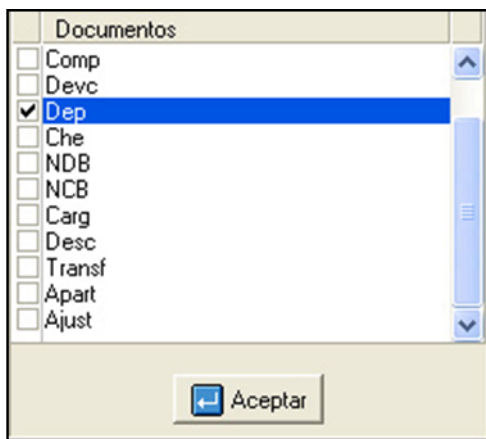 Documentos
Comp
Devc
Dep
Che
NDB
NCB
Carg
Desc
Transf
Apart
Ajust
Aceptar